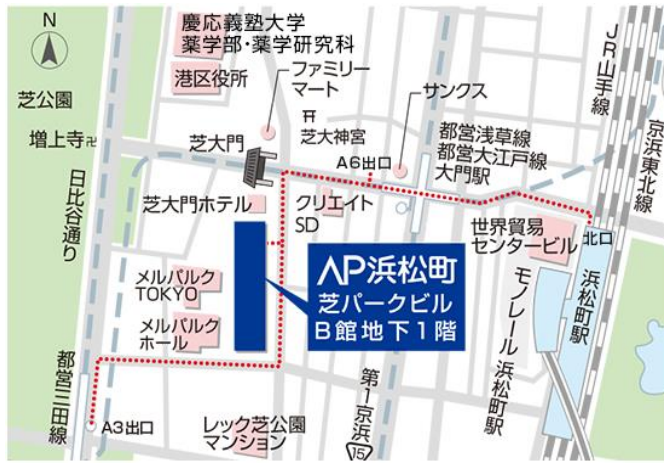 N
慶応義塾大学
薬学部・薬学研究科
港区役所
ファミリー
マート
サンクス
JR山手線
京浜東北線
芝公園
増上寺卍
芝大門
芝大神宮
A6出口
都営浅草線
都営大江戸線
大門駅
日比谷通り
芝大門ホテル
クリエイト
SD
世界貿易
センタービル
北口
浜松町駅
モノレール浜松町駅
AP浜松町
芝パークビル
B館地下1階
メルパルク
TOKYO
メルパルク
ホール
都営三田線
A3出口
レック芝公園
マンション
第1京浜
15